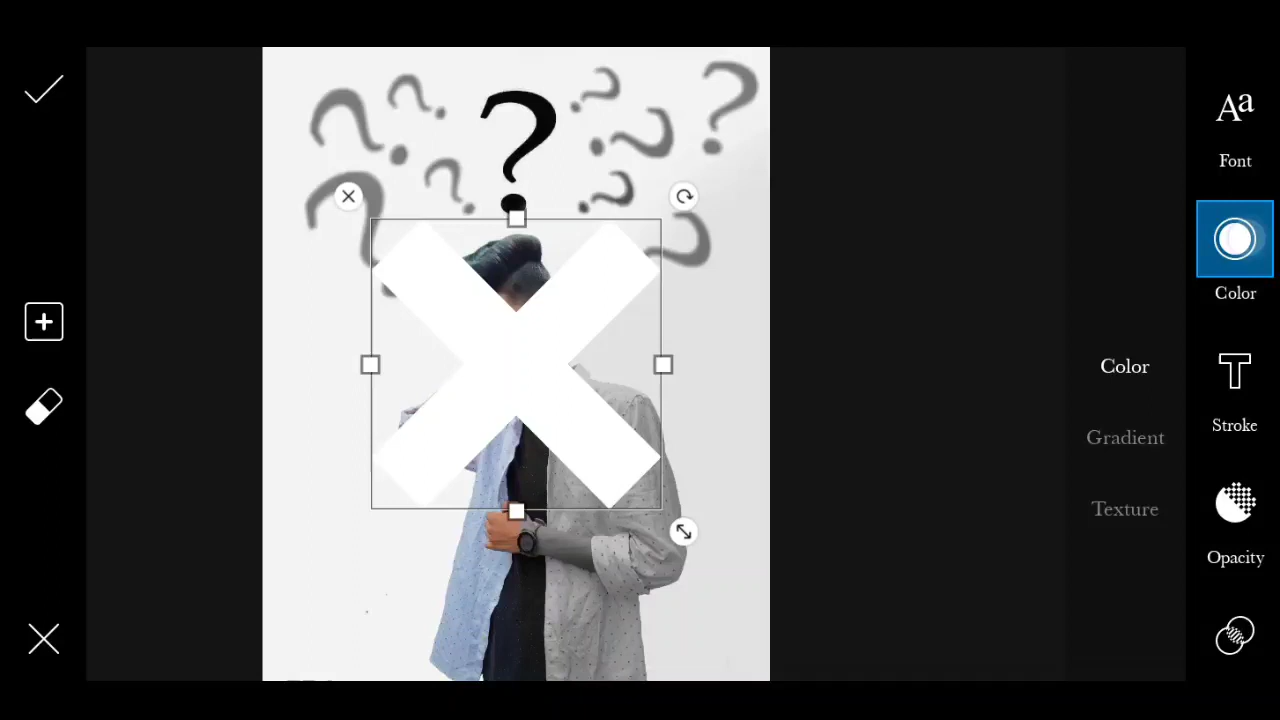 ? ? ? ? ? ?
? ? ?
? ?
Font
Color
Color
Stroke
Gradient
Texture
Opacity